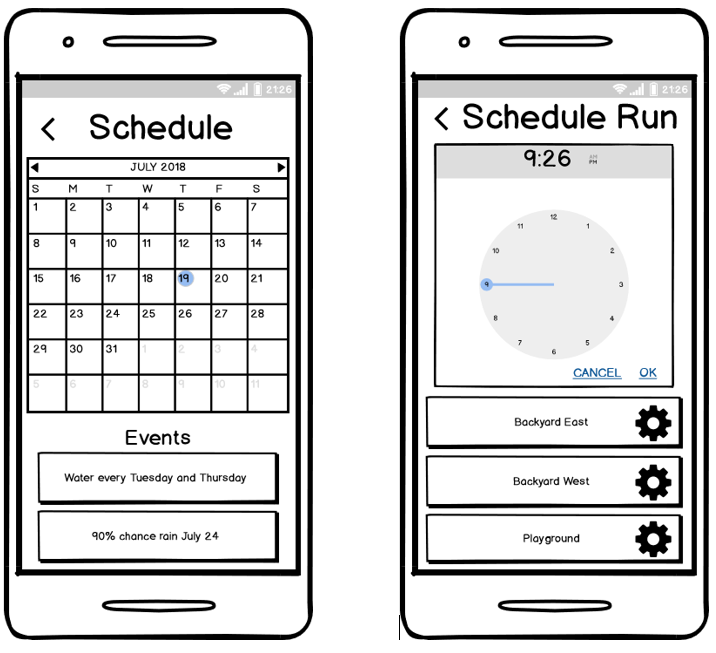 21:26
Schedule
JULY 2018
S M T W T F S
1 2 3 4 5 6 7
8 9 10 11 12 13 14
15 16 17 18 19 20 21
22 23 24 25 26 27 28
29 30 31 1 2 3 4
5 6 7 8 9 10 11
Events
Water every Tuesday and Thursday
90% chance rain July 24
21:26
Schedule Run
9:26 AM
PM
12
11 1
10 2
9 3
8 4
7 5
6
CANCEL OK
Backyard East
Backyard West
Playground